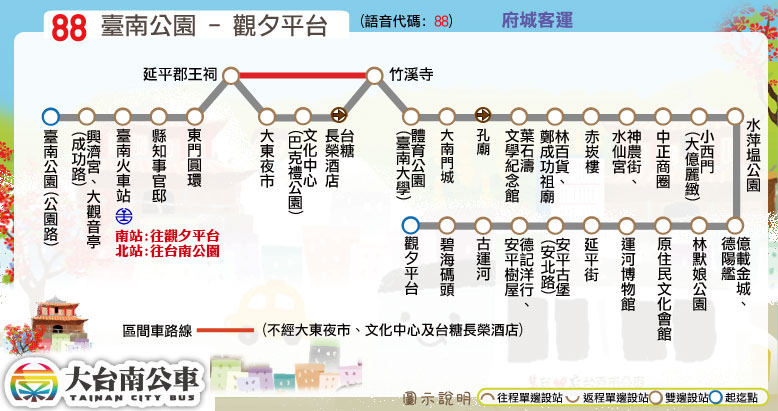 88 臺南公園 - 觀夕平台 (語音代碼: 88) 府城客運
延平郡王祠
竹溪寺
臺南公園(公園路)
興濟宮、大觀音亭
(成功路)
臺南火車站
縣知事官邸
東門圓環
大東夜市
文化中心
(巴克禮公園)
台糖
長榮酒店
體育公園
(臺南大學)
大南門城
孔廟
葉石濤
文學紀念館
林百貨、
鄭成功祖廟
赤崁樓
神農街、
水仙宮
中正商圈
小西門
(大億麗緻)
水萍塭公園
南站:往觀夕平台
北站:往台南公園
億載金城、
德陽艦
林默娘公園
原住民文化會館
運河博物館
延平街
安平古堡
(安北路)
德記洋行、
安平樹屋
古運河
碧海碼頭
觀夕平台
區間車路線 (不經大東夜市、文化中心及台糖長榮酒店)
大台南公車
TAINAN CITY BUS
圖示說明 往程單邊設站 返程單邊設站 雙邊設站 起迄點